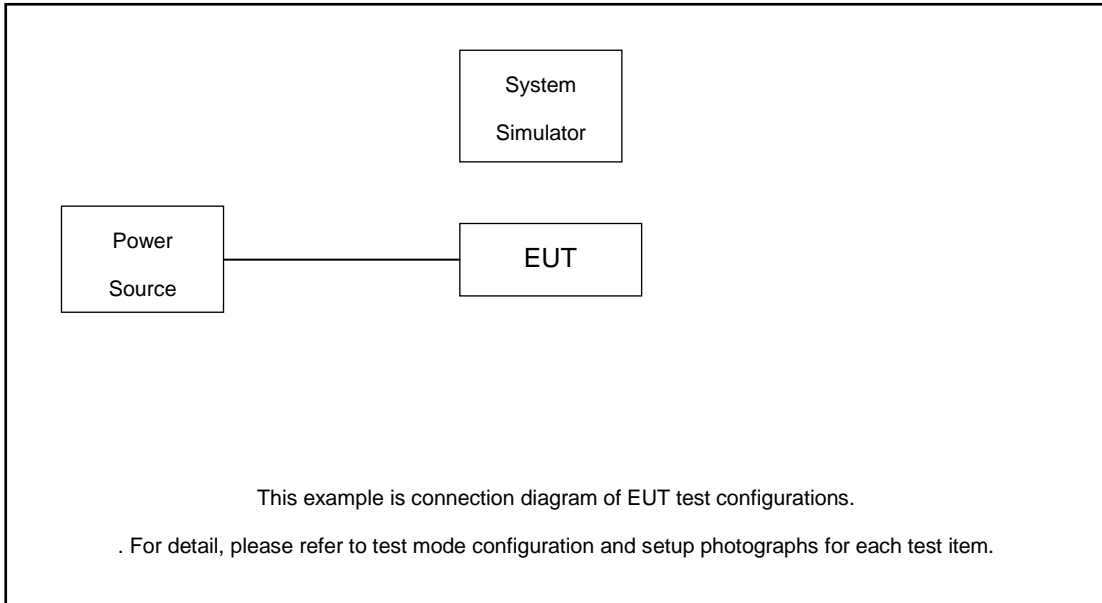 System
Simulator
Power
Source
EUT
This example is connection diagram of EUT test configurations.
. For detail, please refer to test mode configuration and setup photographs for each test item.